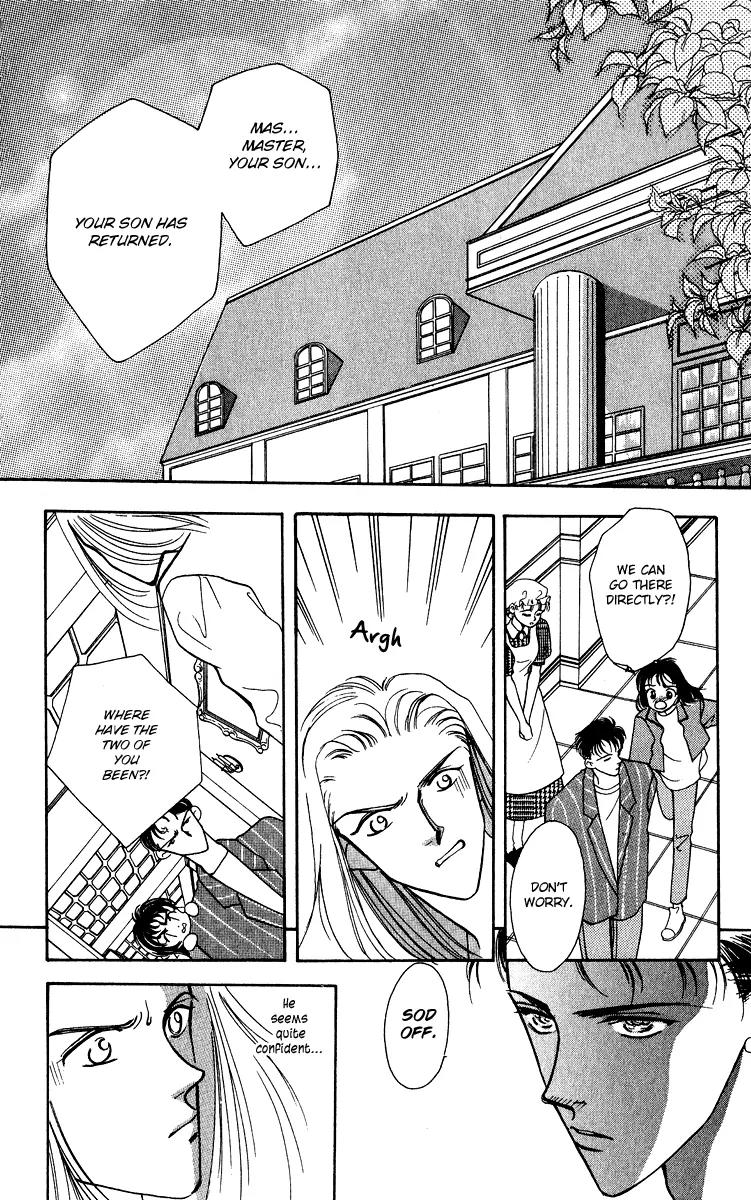 MAS...
MASTER,
YOUR SON...
YOUR SON HAS
RETURNED.
WE CAN
GO THERE
DIRECTLY?!
DON'T
WORRY.
Argh
WHERE
HAVE THE
TWO OF
YOU
BEEN?!
SOD
OFF.
He
seems
quite
confident...